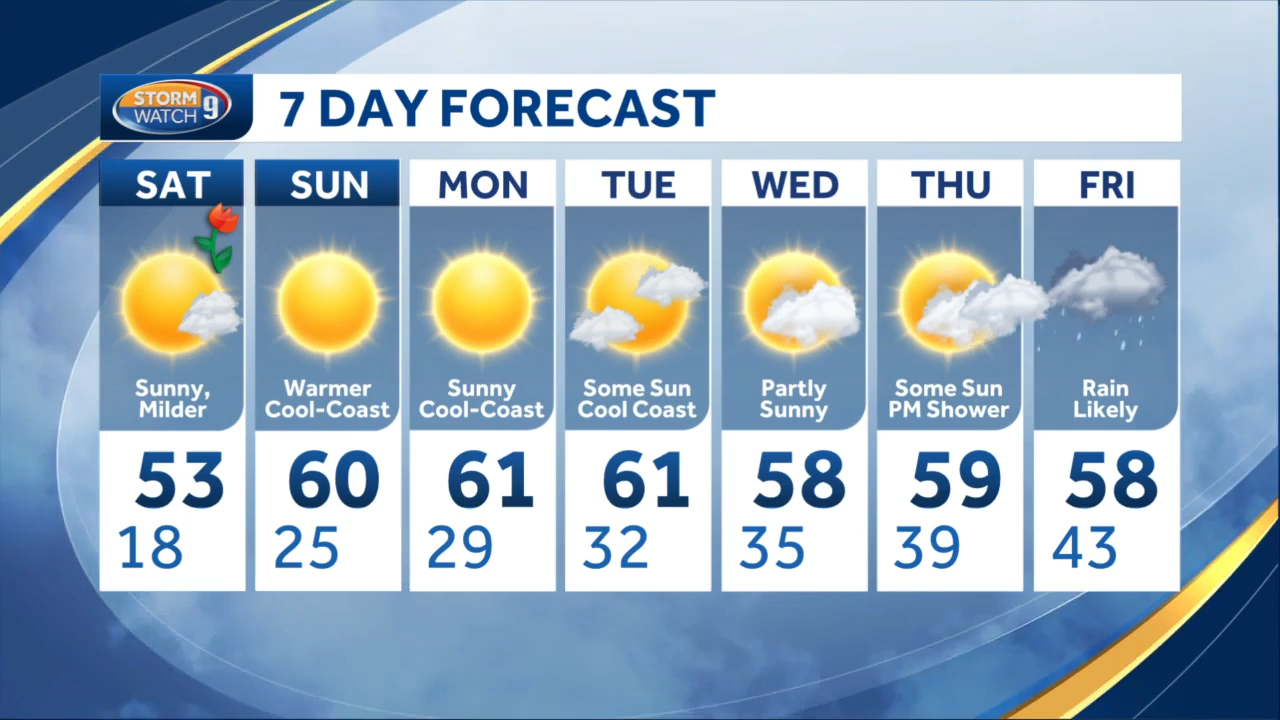 STORM
WATCH 9
7 DAY FORECAST
SAT
Sunny,
Milder
53
18
SUN
Warmer
Cool-Coast
60
25
MON
Sunny
Cool-Coast
61
29
TUE
Some Sun
Cool Coast
61
32
WED
Partly
Sunny
58
35
THU
Some Sun
PM Shower
59
39
FRI
Rain
Likely
58
43